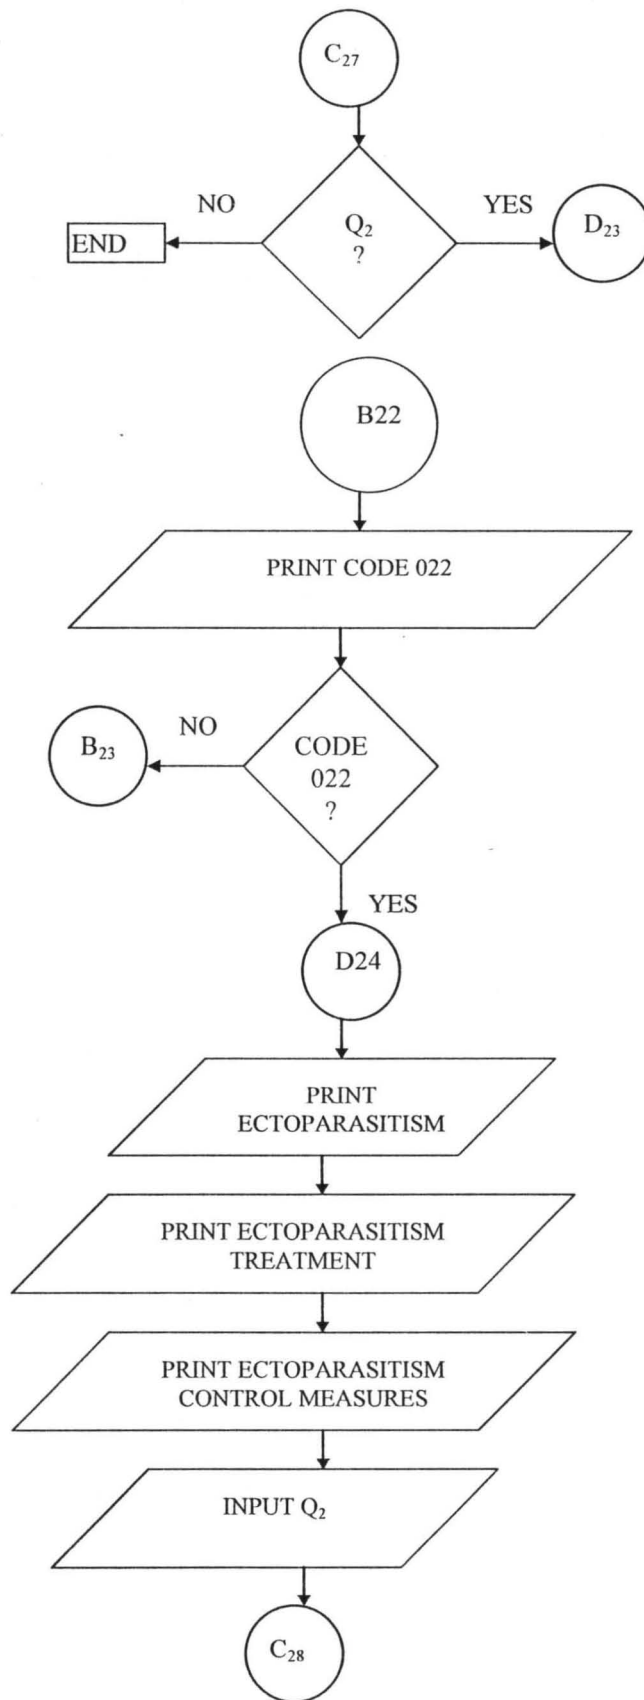 C₂₇
NO
YES
END
Q₂
?
D₂₃
B22
PRINT CODE 022
NO
B₂₃
CODE
022
?
YES
D24
PRINT
ECTOPARASITISM
PRINT ECTOPARASITISM
TREATMENT
PRINT ECTOPARASITISM
CONTROL MEASURES
INPUT Q₂
C₂₈